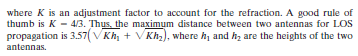 where K is an adjustment factor to account for the refraction. A good rule of
thumb is K = 4/3. Thus, the maximum distance between two antennas for LOS
propagation is 3.57(√Kh₁ + √Kh₂), where h₁ and h₂ are the heights of the two
antennas.